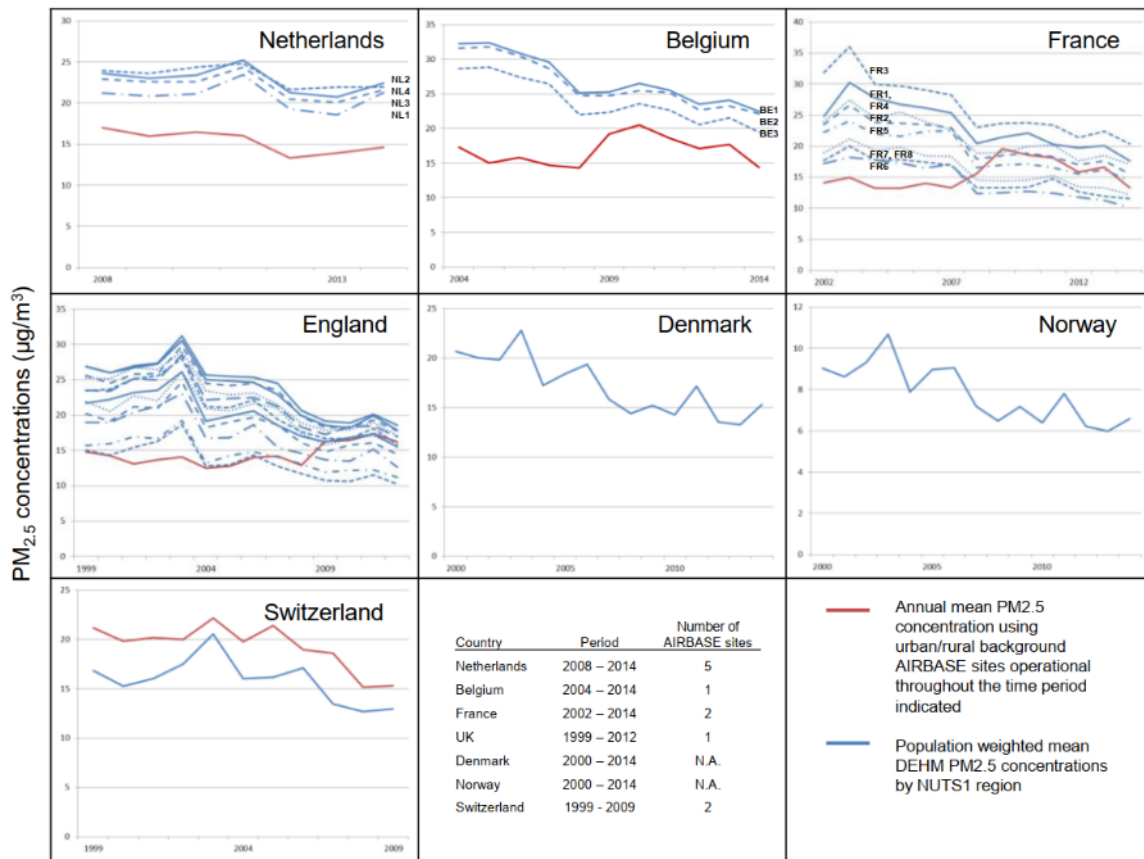 PM2.5 concentrations (µg/m³)
Netherlands
30
25
20
15
10
5
0
2008
2013
NL2
NL4
NL3
NL1
Belgium
35
30
25
20
15
10
5
0
2004
2009
2014
BE1
BE2
BE3
France
40
35
30
25
20
15
10
5
0
2002
2007
2012
FR3
FR1,
FR4
FR2,
FR5
FR7, FR8
FR6
England
35
30
25
20
15
10
5
0
1999
2004
2009
Denmark
25
20
15
10
5
0
2000
2005
2010
Norway
12
10
8
6
4
2
0
2000
2005
2010
Switzerland
25
20
15
10
5
0
1999
2004
2009
Number of
Country Period AIRBASE sites
Netherlands 2008 – 2014 5
Belgium 2004 – 2014 1
France 2002 – 2014 2
UK 1999 – 2012 1
Denmark 2000 – 2014 N.A.
Norway 2000 – 2014 N.A.
Switzerland 1999 - 2009 2
Annual mean PM2.5
concentration using
urban/rural background
AIRBASE sites operational
throughout the time period
indicated
Population weighted mean
DEHM PM2.5 concentrations
by NUTS1 region